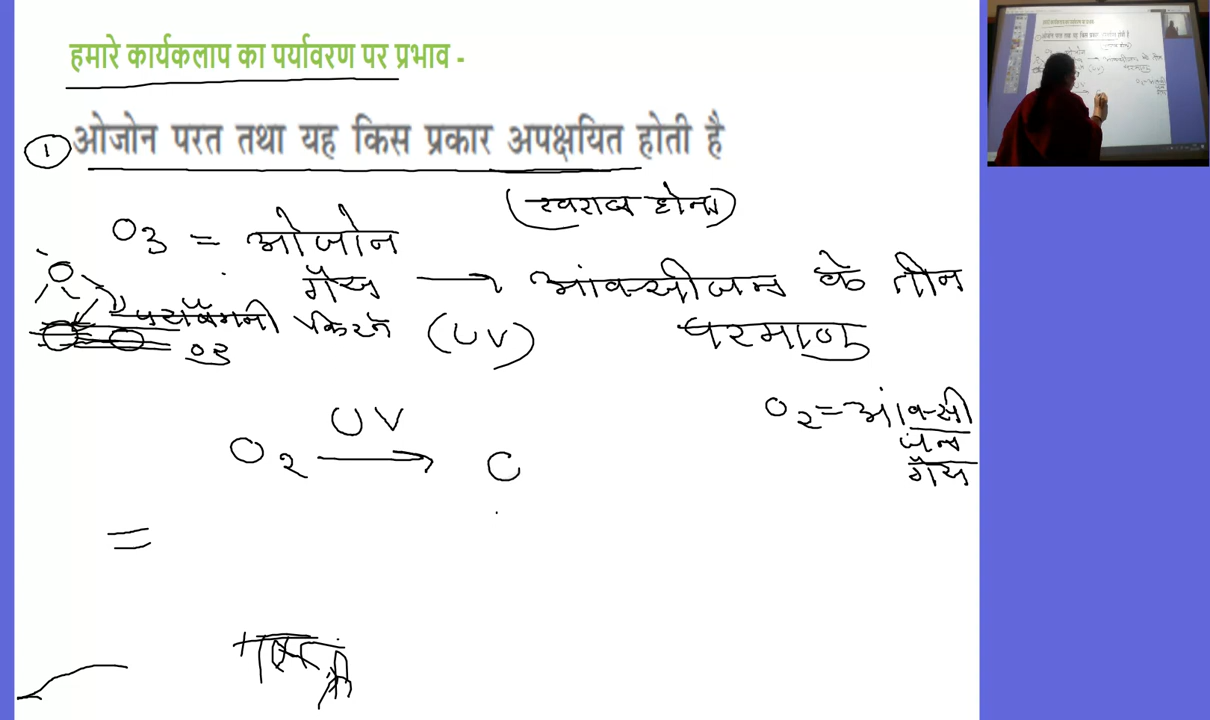 हमारे कार्यकलाप का पर्यावरण पर प्रभाव -
① ओजोन परत तथा यह किस प्रकार अपक्षयित होती है
(खराब होना)
O3 = ओजोन
गैस → ऑक्सीजन के तीन
परमाणु
पराबैंगनी किरने (UV)
O3
O2 = ऑक्सी
जन
गैस
UV
O2 → C
=